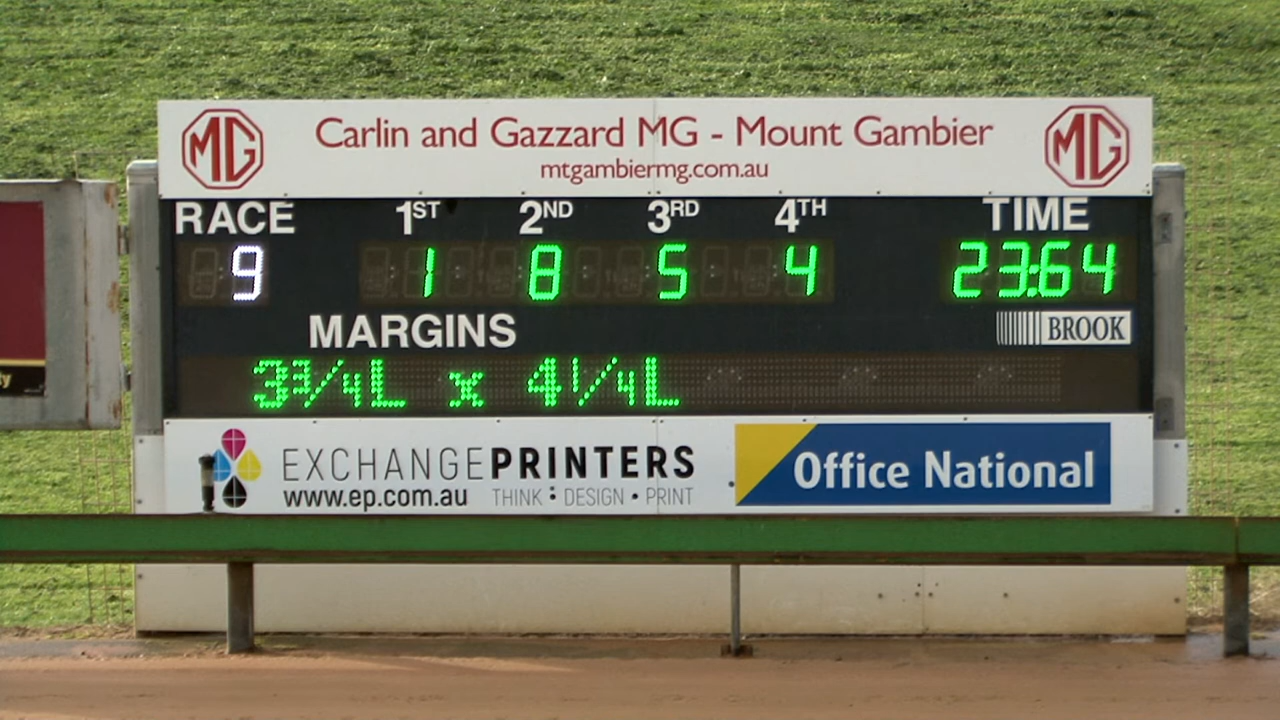 MG Carlin and Gazzard MG - Mount Gambier MG
mtgambiermg.com.au
RACE 1ST 2ND 3RD 4TH TIME
9 1 8 5 4 23:64
MARGINS BROOK
3¾L x 4¼L
EXCHANGEPRINTERS
www.ep.com.au THINK : DESIGN • PRINT
Office National